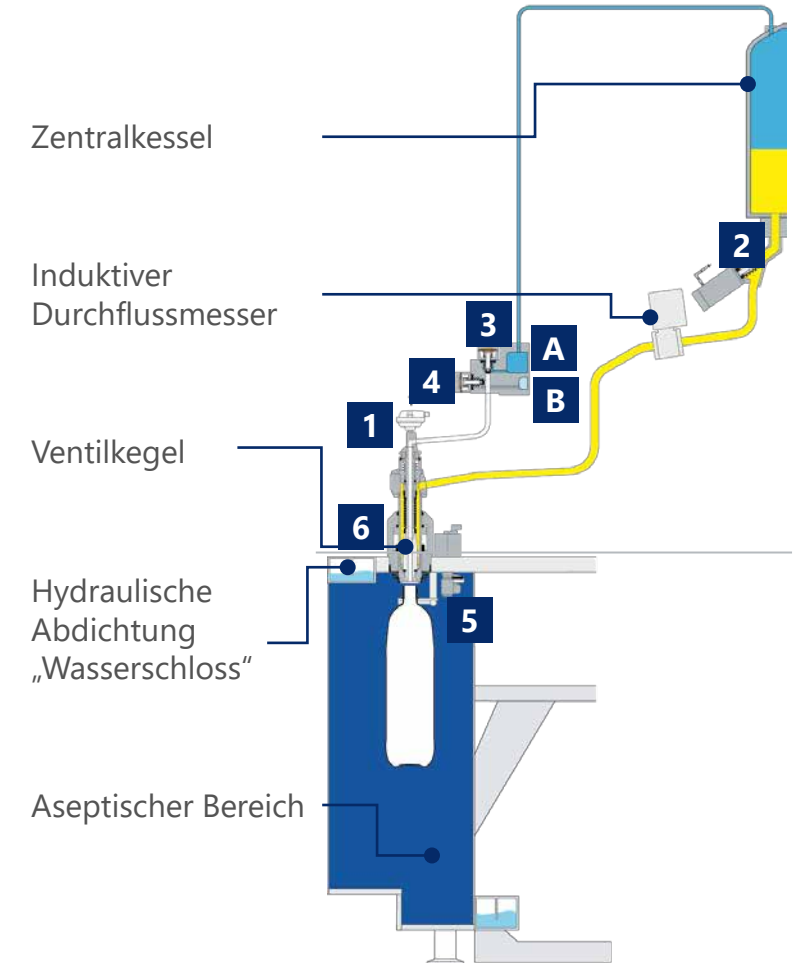 Zentralkessel
2
Induktiver
Durchflussmesser
3
A
4
B
1
Ventilkegel
6
Hydraulische
Abdichtung
„Wasserschloss“
5
Aseptischer Bereich